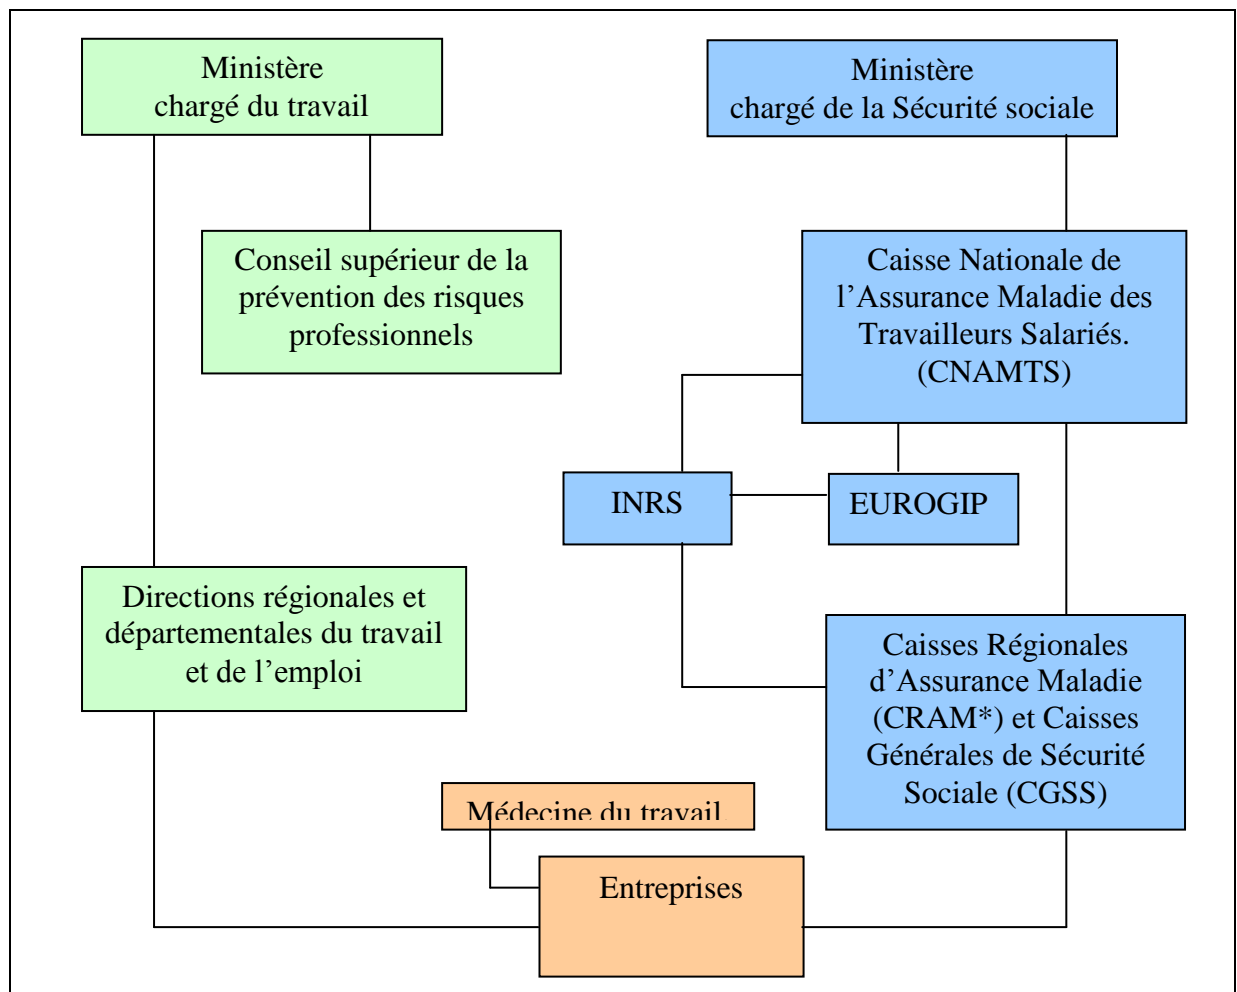 Ministère
chargé du travail
Ministère
chargé de la Sécurité sociale
Conseil supérieur de la
prévention des risques
professionnels
Caisse Nationale de
l’Assurance Maladie des
Travailleurs Salariés.
(CNAMTS)
INRS
EUROGIP
Directions régionales et
départementales du travail
et de l’emploi
Caisses Régionales
d’Assurance Maladie
(CRAM*) et Caisses
Générales de Sécurité
Sociale (CGSS)
Médecine du travail
Entreprises